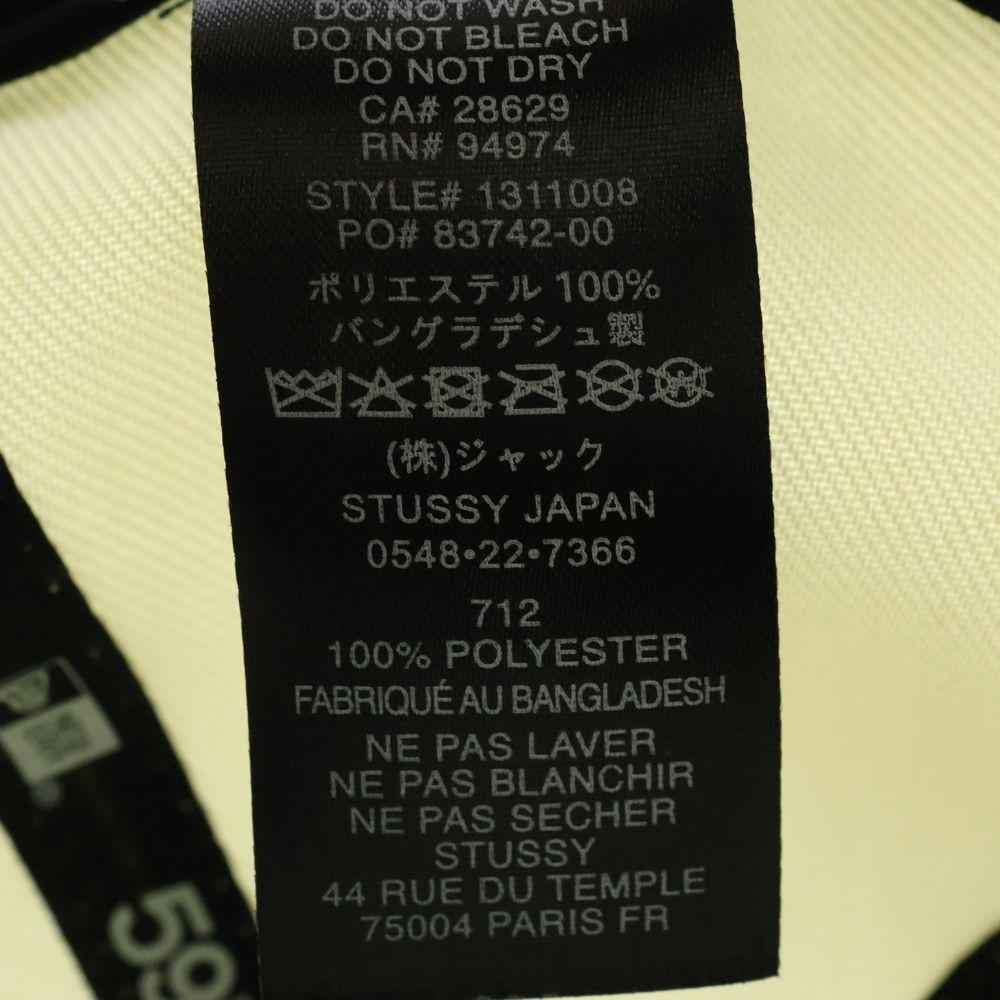 DO NOT WASH
DO NOT BLEACH
DO NOT DRY
CA# 28629
RN# 94974
STYLE# 1311008
PO# 83742-00
ポリエステル 100%
バングラデシュ製
(株)ジャック
STUSSY JAPAN
0548•22•7366
712
100% POLYESTER
FABRIQUÉ AU BANGLADESH
NE PAS LAVER
NE PAS BLANCHIR
NE PAS SECHER
STUSSY
44 RUE DU TEMPLE
75004 PARIS FR
59